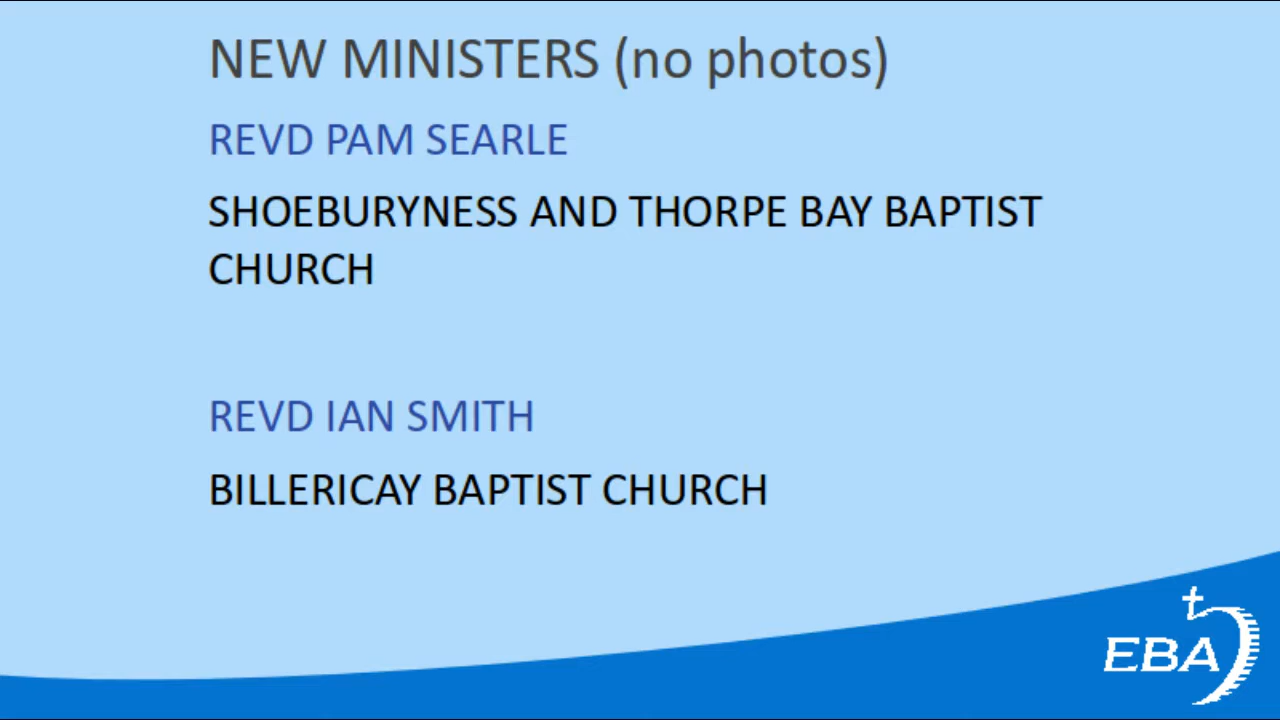 NEW MINISTERS (no photos)
REVD PAM SEARLE
SHOEBURYNESS AND THORPE BAY BAPTIST
CHURCH
REVD IAN SMITH
BILLERICAY BAPTIST CHURCH
EBA